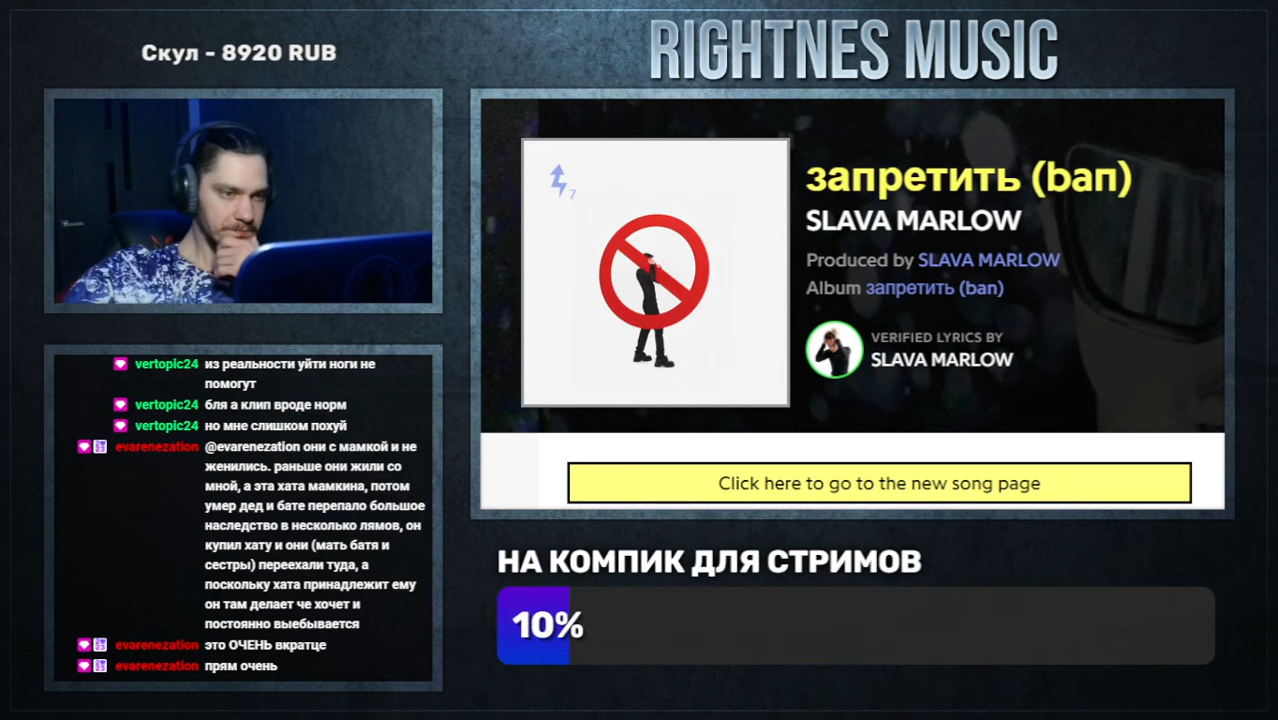 Скул - 8920 RUB
RIGHTNES MUSIC
7
запретить (bап)
SLAVA MARLOW
Produced by SLAVA MARLOW
Album запретить (ban)
VERIFIED LYRICS BY
SLAVA MARLOW
Click here to go to the new song page
vertopic24 из реальности уйти ноги не
помогут
vertopic24 бля а клип вроде норм
vertopic24 но мне слишком похуй
evarenezation @evarenezation они с мамкой и не
женились. раньше они жили со
мной, а эта хата мамкина, потом
умер дед и бате перепало большое
наследство в несколько лямов, он
купил хату и они (мать батя и
сестры) переехали туда, а
поскольку хата принадлежит ему
он там делает че хочет и
постоянно выебывается
evarenezation это ОЧЕНЬ вкратце
evarenezation прям очень
НА КОМПИК ДЛЯ СТРИМОВ
10%